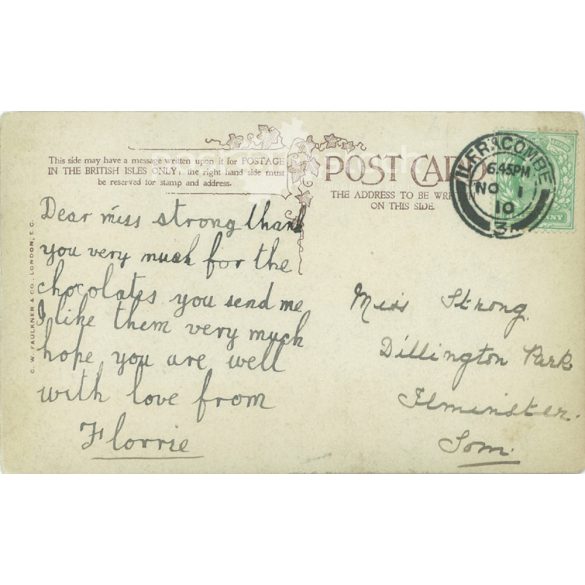 This side may have a message written upon it for POSTAGE
IN THE BRITISH ISLES ONLY, the right hand side must
be reserved for stamp and address.
POST CARD
THE ADDRESS TO BE
ON THIS SIDE.
ILFRACOMBE
6.45PM
NO 1
10
C. W. FAULKNER & CO., LONDON, E.C.
Dear miss strong thank
you very much for the
chocolates you send me
I like them very much
hope you are well
with love from
Florrie
Miss Strong.
Dillington Park
Ilminster.
Som.